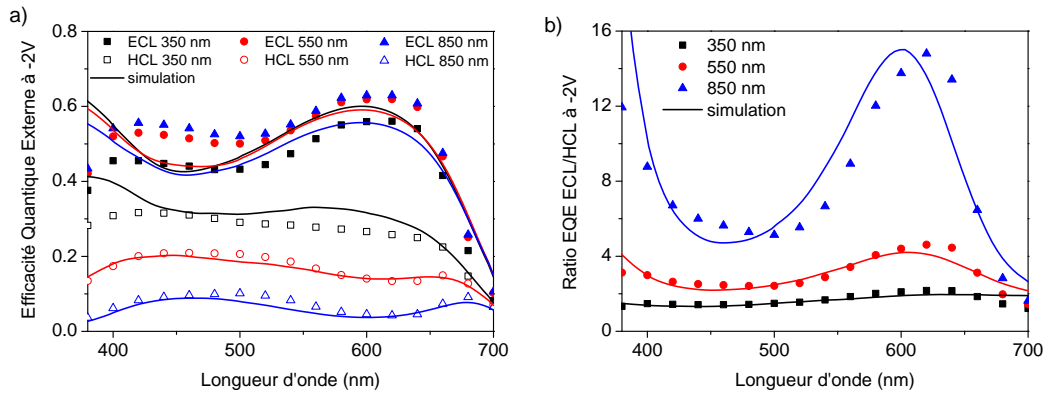 a)
Efficacité Quantique Externe à -2V
0.8
0.6
0.4
0.2
0.0
ECL 350 nm ECL 550 nm ECL 850 nm
HCL 350 nm HCL 550 nm HCL 850 nm
simulation
400 500 600 700
Longueur d'onde (nm)
b)
Ratio EQE ECL/HCL à -2V
16
12
8
4
0
350 nm
550 nm
850 nm
simulation
400 500 600 700
Longueur d'onde (nm)